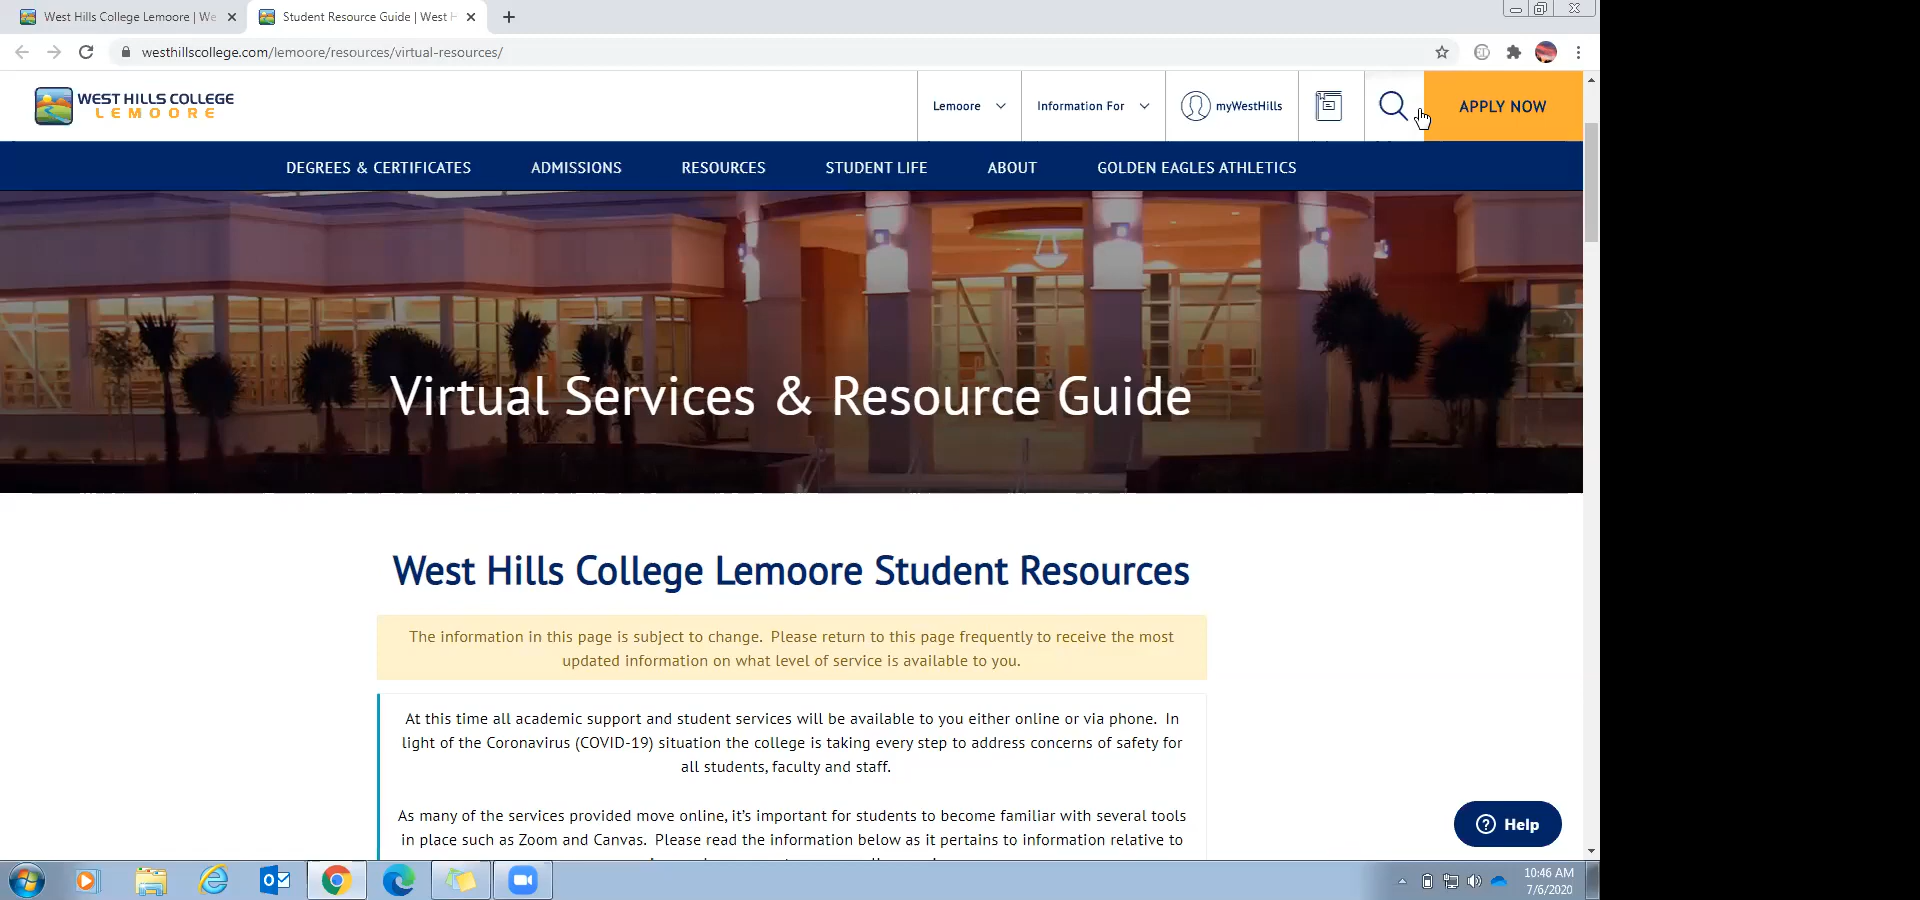 West Hills College Lemoore | We
Student Resource Guide | West H
westhillscollege.com/lemoore/resources/virtual-resources/
WEST HILLS COLLEGE
LEMOORE
Lemoore
Information For
myWestHills
APPLY NOW
DEGREES & CERTIFICATES
ADMISSIONS
RESOURCES
STUDENT LIFE
ABOUT
GOLDEN EAGLES ATHLETICS
Virtual Services & Resource Guide
West Hills College Lemoore Student Resources
The information in this page is subject to change. Please return to this page frequently to receive the most
updated information on what level of service is available to you.
At this time all academic support and student services will be available to you either online or via phone. In
light of the Coronavirus (COVID-19) situation the college is taking every step to address concerns of safety for
all students, faculty and staff.
As many of the services provided move online, it's important for students to become familiar with several tools
in place such as Zoom and Canvas. Please read the information below as it pertains to information relative to
Help
10:46 AM
7/6/2020